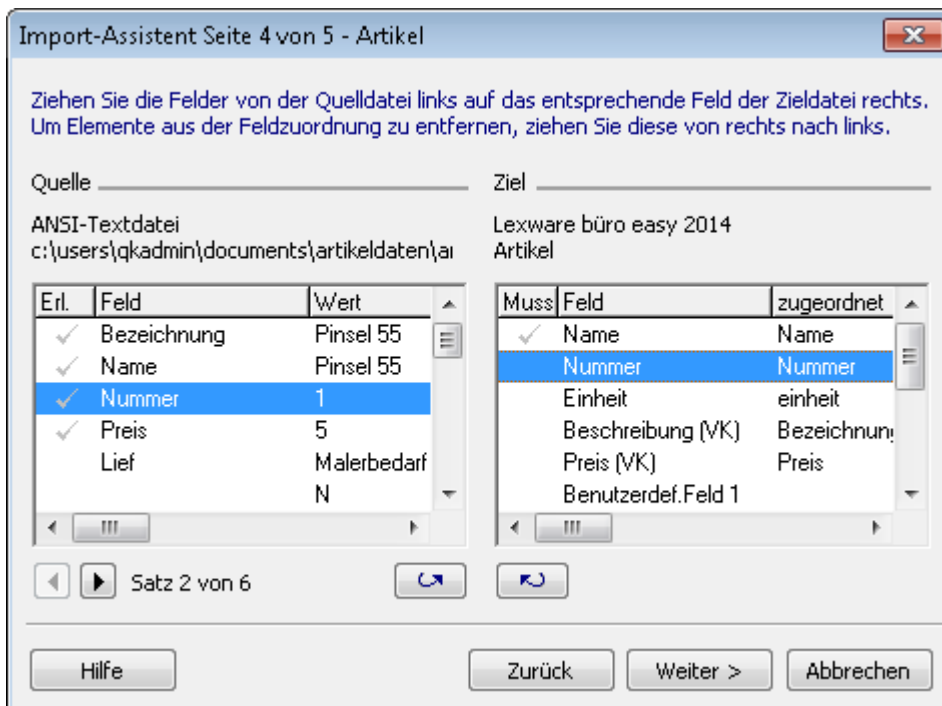 Import-Assistent Seite 4 von 5 - Artikel
Ziehen Sie die Felder von der Quelldatei links auf das entsprechende Feld der Zieldatei rechts.
Um Elemente aus der Feldzuordnung zu entfernen, ziehen Sie diese von rechts nach links.
Quelle
ANSI-Textdatei
c:\users\qkadmin\documents\artikeldaten\ar
Erl. Feld Wert
Bezeichnung Pinsel 55
Name Pinsel 55
Nummer 1
Preis 5
Lief Malerbedarf
N
Satz 2 von 6
Ziel
Lexware büro easy 2014
Artikel
Muss Feld zugeordnet
Name Name
Nummer Nummer
Einheit einheit
Beschreibung (VK) Bezeichnung
Preis (VK) Preis
Benutzerdef.Feld 1
Hilfe Zurück Weiter > Abbrechen